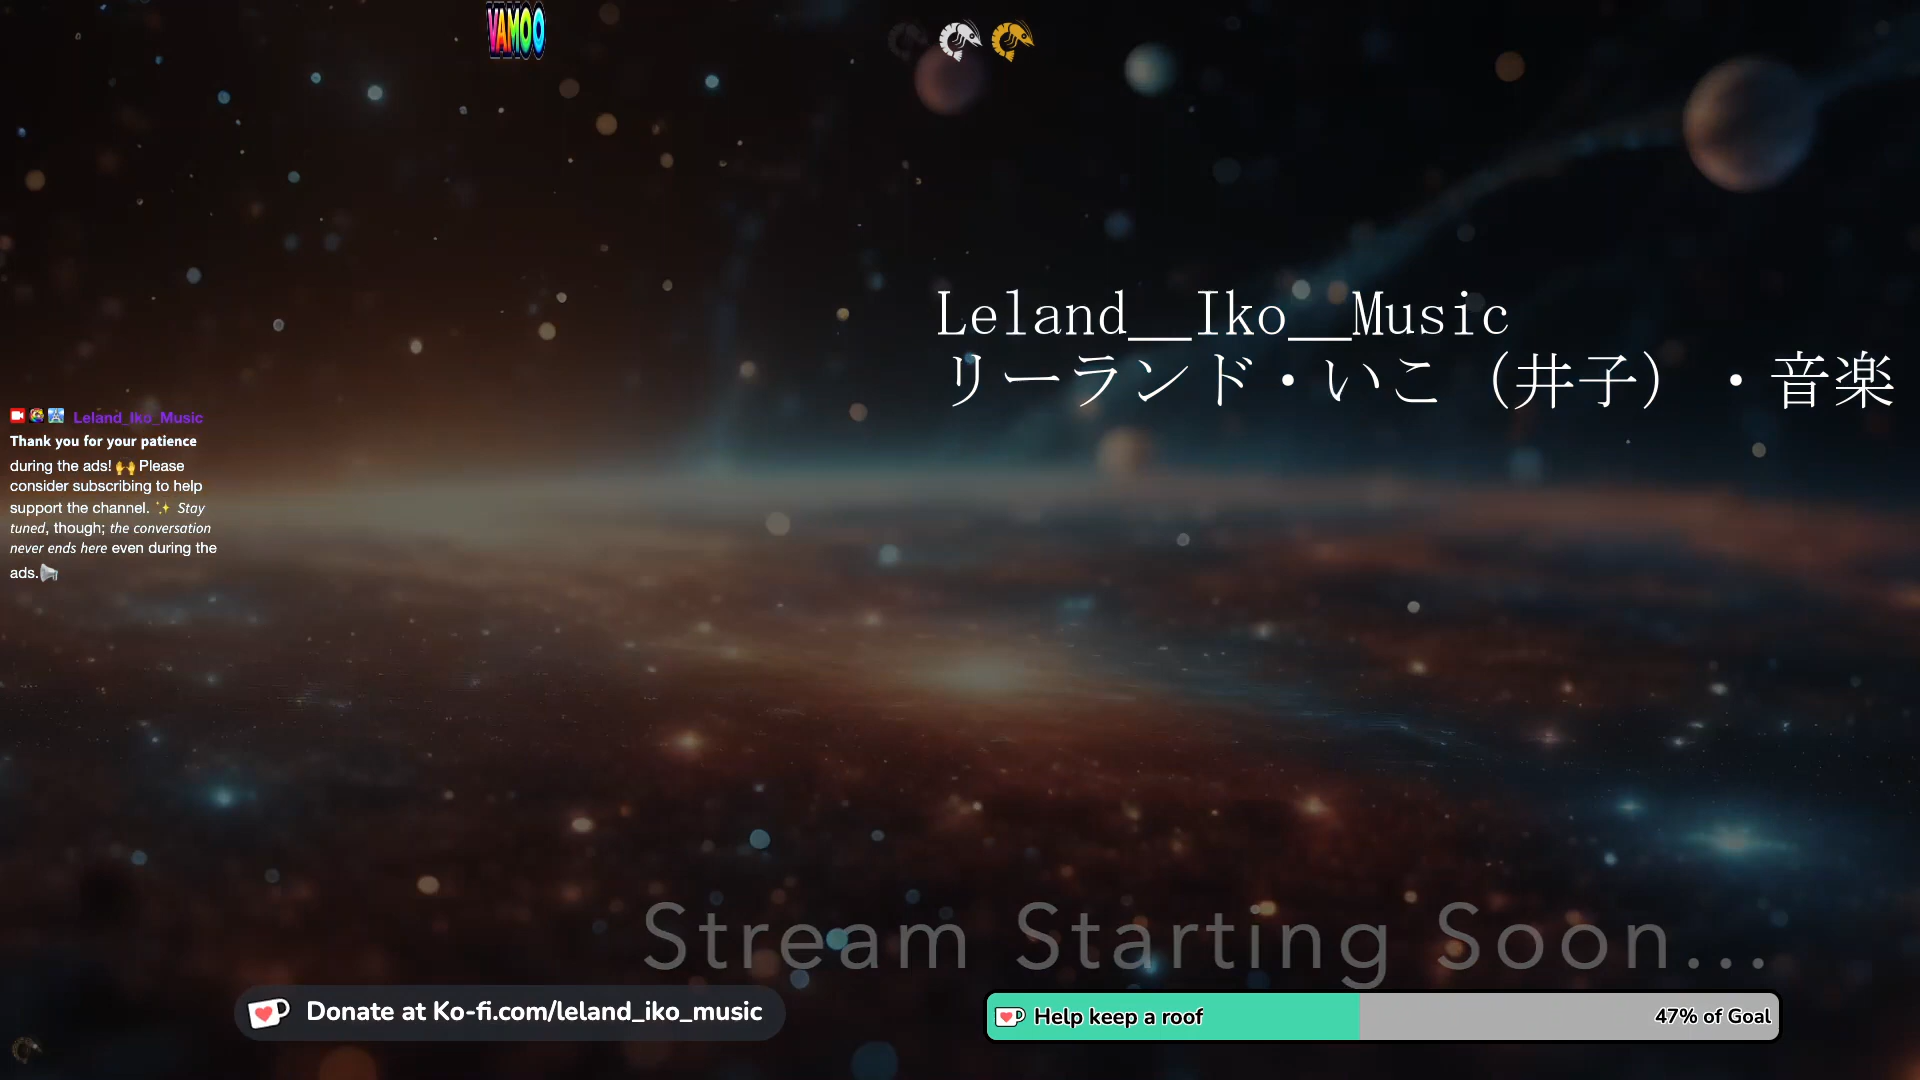 VAMOO
Leland__Iko__Music
リーランド・いこ（井子）・音楽
Leland_Iko_Music
Thank you for your patience
during the ads! 🙌 Please
consider subscribing to help
support the channel. ✨ Stay
tuned, though; the conversation
never ends here even during the
ads.📢
Stream Starting Soon...
Donate at Ko-fi.com/leland_iko_music
Help keep a roof
47% of Goal